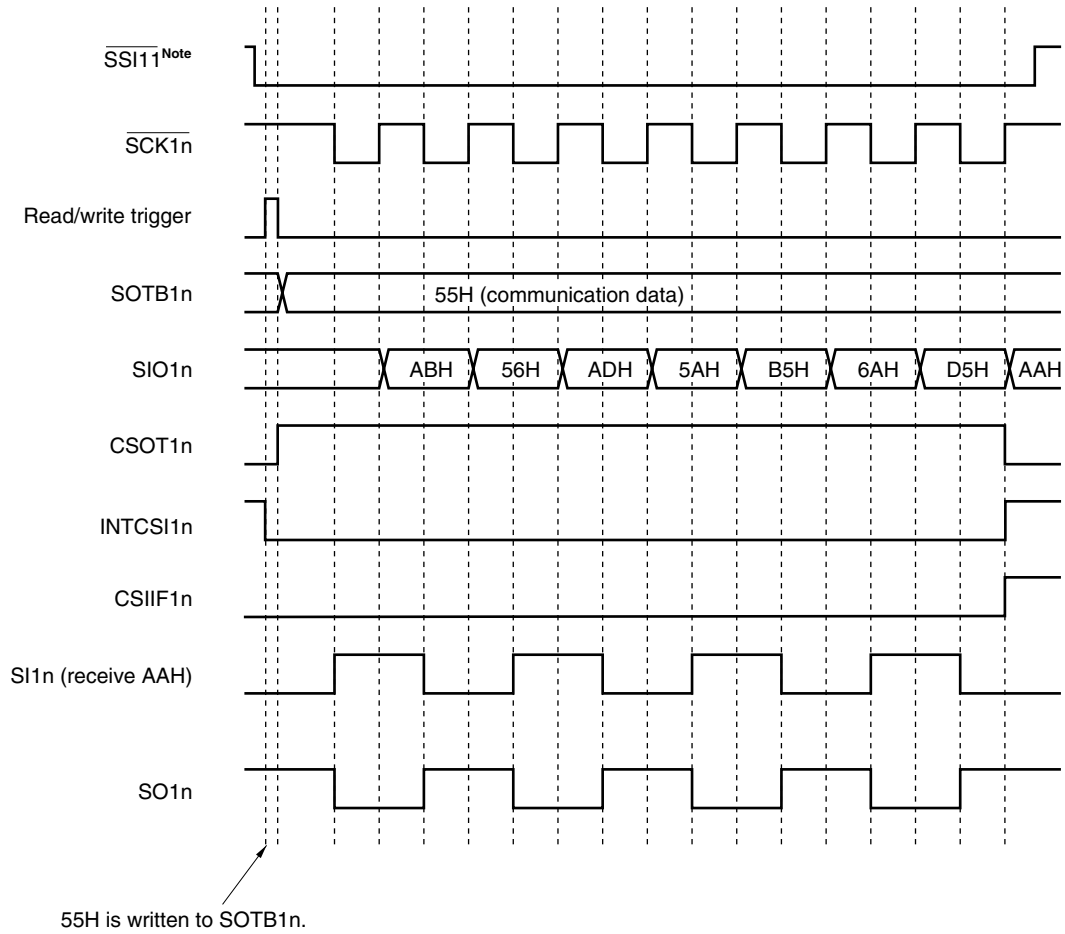 SSI11Note
SCK1n
Read/write trigger
SOTB1n
55H (communication data)
SIO1n
ABH 56H ADH 5AH B5H 6AH D5H AAH
CSOT1n
INTCSI1n
CSIIF1n
SI1n (receive AAH)
SO1n
55H is written to SOTB1n.